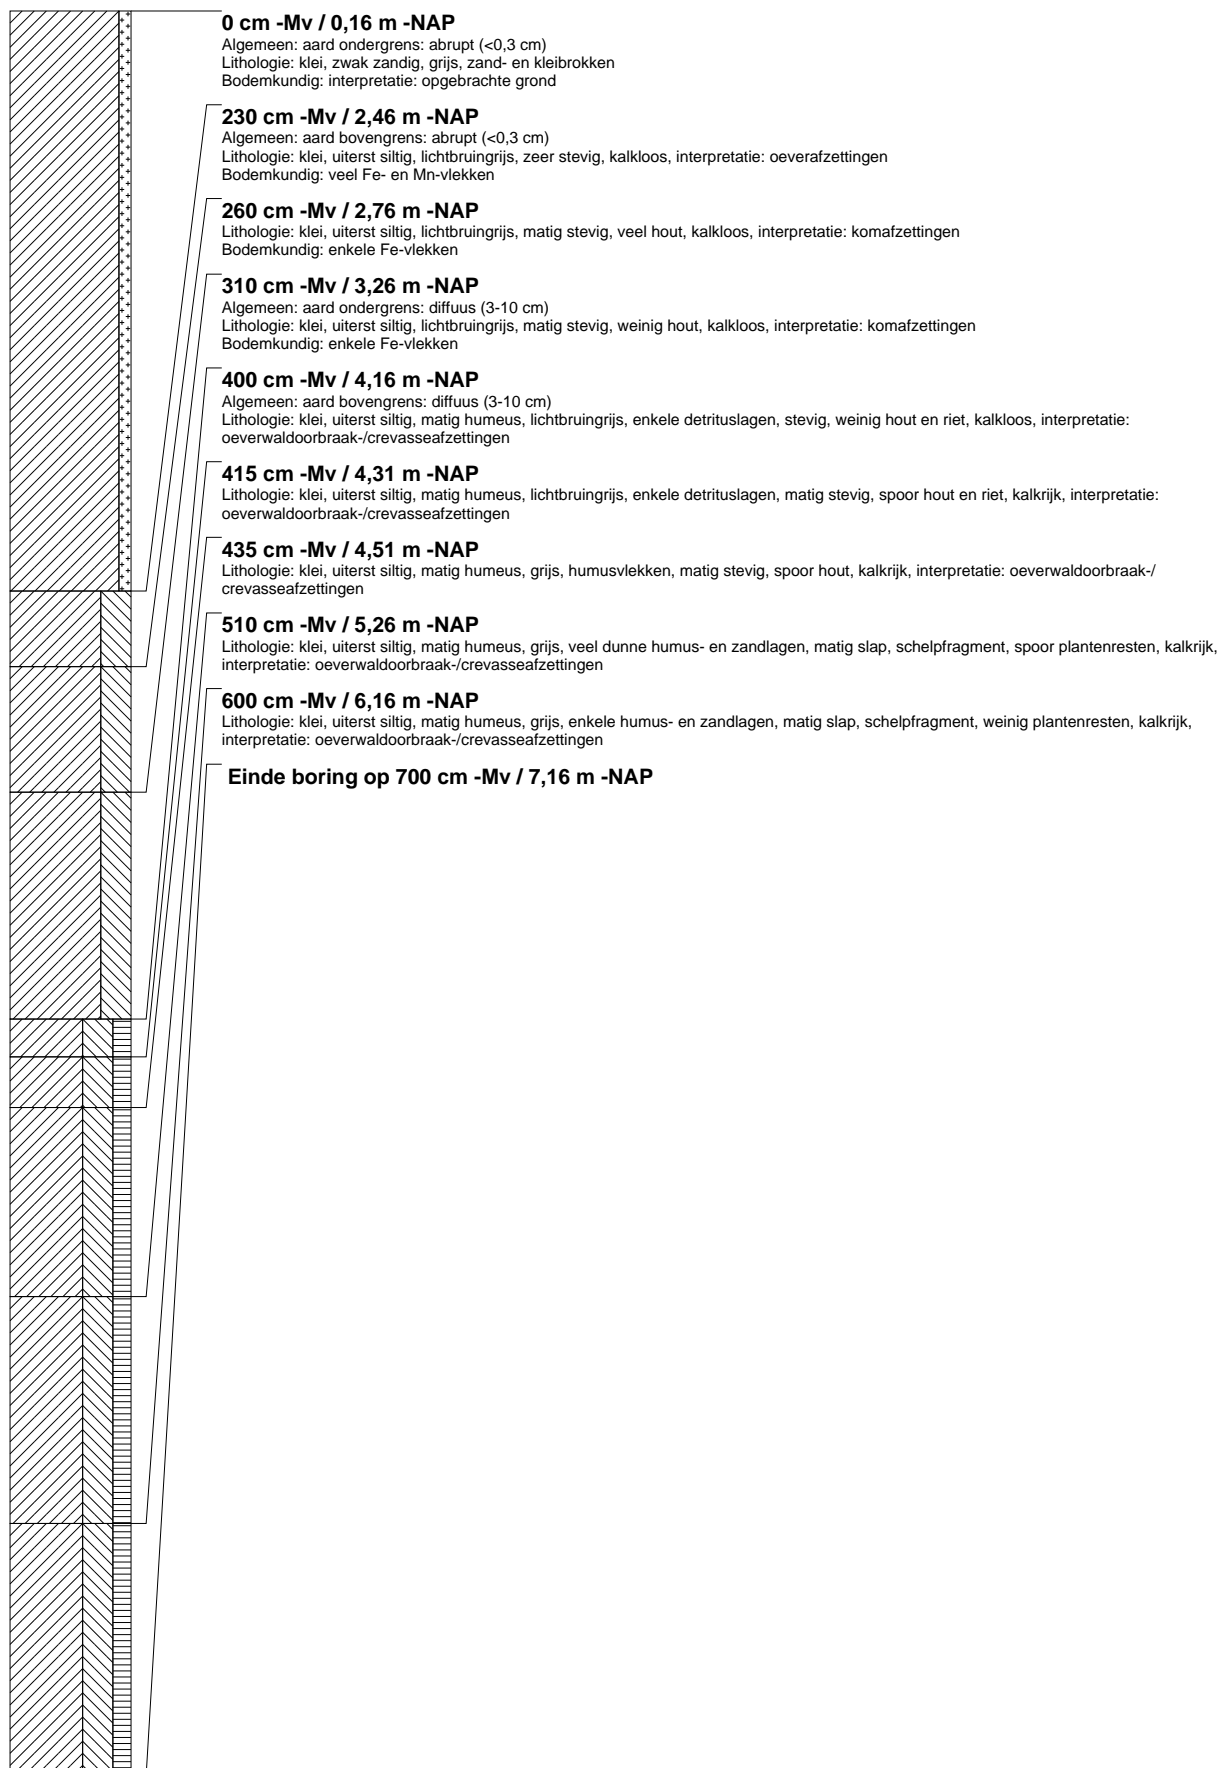 0 cm -Mv / 0,16 m -NAP
Algemeen: aard ondergrens: abrupt (<0,3 cm)
Lithologie: klei, zwak zandig, grijs, zand- en kleibrokken
Bodemkundig: interpretatie: opgebrachte grond
230 cm -Mv / 2,46 m -NAP
Algemeen: aard bovengrens: abrupt (<0,3 cm)
Lithologie: klei, uiterst siltig, lichtbruingrijs, zeer stevig, kalkloos, interpretatie: oeverafzettingen
Bodemkundig: veel Fe- en Mn-vlekken
260 cm -Mv / 2,76 m -NAP
Lithologie: klei, uiterst siltig, lichtbruingrijs, matig stevig, veel hout, kalkloos, interpretatie: komafzettingen
Bodemkundig: enkele Fe-vlekken
310 cm -Mv / 3,26 m -NAP
Algemeen: aard ondergrens: diffuus (3-10 cm)
Lithologie: klei, uiterst siltig, lichtbruingrijs, matig stevig, weinig hout, kalkloos, interpretatie: komafzettingen
Bodemkundig: enkele Fe-vlekken
400 cm -Mv / 4,16 m -NAP
Algemeen: aard bovengrens: diffuus (3-10 cm)
Lithologie: klei, uiterst siltig, matig humeus, lichtbruingrijs, enkele detrituslagen, stevig, weinig hout en riet, kalkloos, interpretatie:
oeverwaldoorbraak-/crevasseafzettingen
415 cm -Mv / 4,31 m -NAP
Lithologie: klei, uiterst siltig, matig humeus, lichtbruingrijs, enkele detrituslagen, matig stevig, spoor hout en riet, kalkrijk, interpretatie:
oeverwaldoorbraak-/crevasseafzettingen
435 cm -Mv / 4,51 m -NAP
Lithologie: klei, uiterst siltig, matig humeus, grijs, humusvlekken, matig stevig, spoor hout, kalkrijk, interpretatie: oeverwaldoorbraak-/
crevasseafzettingen
510 cm -Mv / 5,26 m -NAP
Lithologie: klei, uiterst siltig, matig humeus, grijs, veel dunne humus- en zandlagen, matig slap, schelpfragment, spoor plantenresten, kalkrijk,
interpretatie: oeverwaldoorbraak-/crevasseafzettingen
600 cm -Mv / 6,16 m -NAP
Lithologie: klei, uiterst siltig, matig humeus, grijs, enkele humus- en zandlagen, matig slap, schelpfragment, weinig plantenresten, kalkrijk,
interpretatie: oeverwaldoorbraak-/crevasseafzettingen
Einde boring op 700 cm -Mv / 7,16 m -NAP